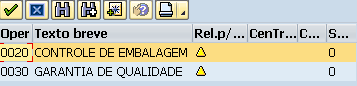 Oper Texto breve Rel.p/... CenTr... C... S...
0020 CONTROLE DE EMBALAGEM 0
0030 GARANTIA DE QUALIDADE 0